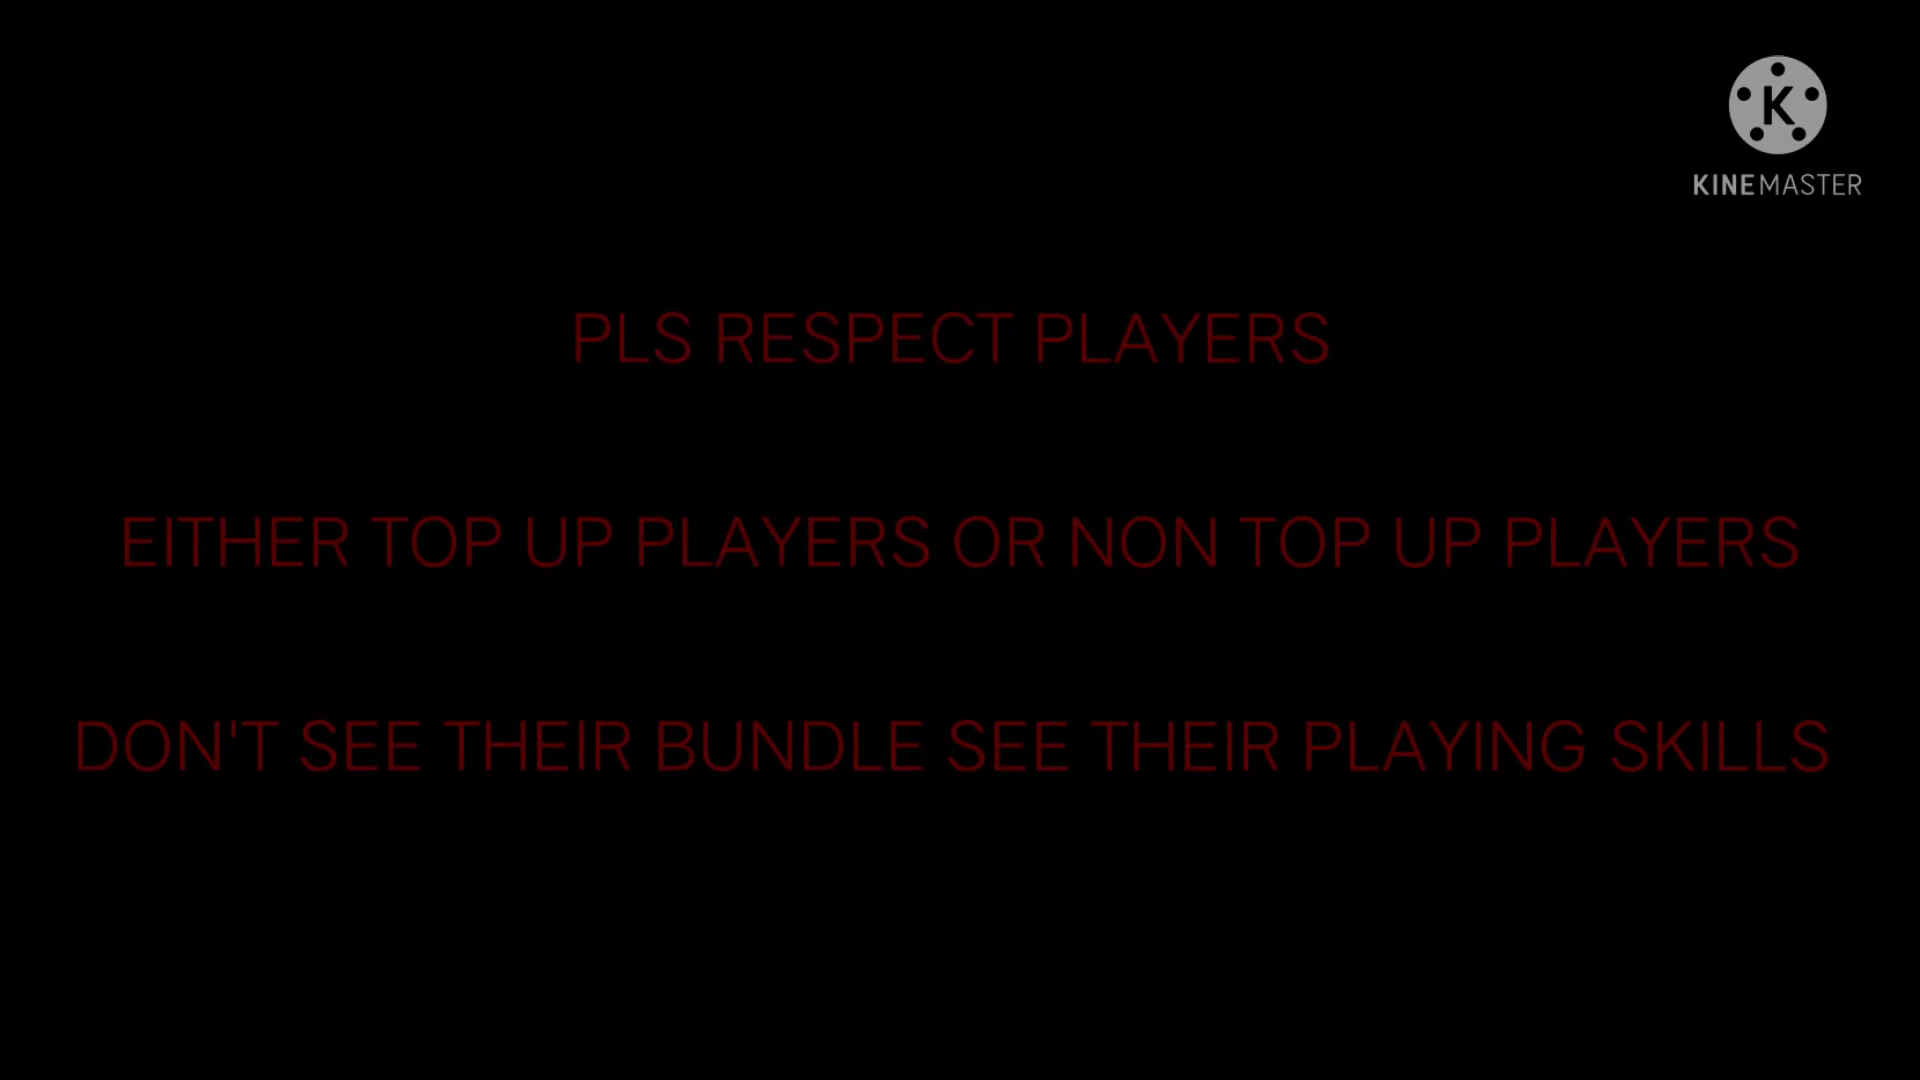 K
KINEMASTER
PLS RESPECT PLAYERS
EITHER TOP UP PLAYERS OR NON TOP UP PLAYERS
DON'T SEE THEIR BUNDLE SEE THEIR PLAYING SKILLS